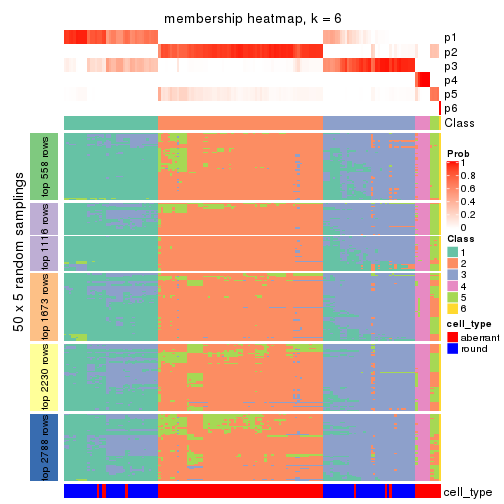 membership heatmap, k = 6
p1
p2
p3
p4
p5
p6
Class
50 x 5 random samplings
top 558 rows
top 1116 rows
top 1673 rows
top 2230 rows
top 2788 rows
cell_type
Prob
1
0.8
0.6
0.4
0.2
0
Class
1
2
3
4
5
6
cell_type
aberrant
round